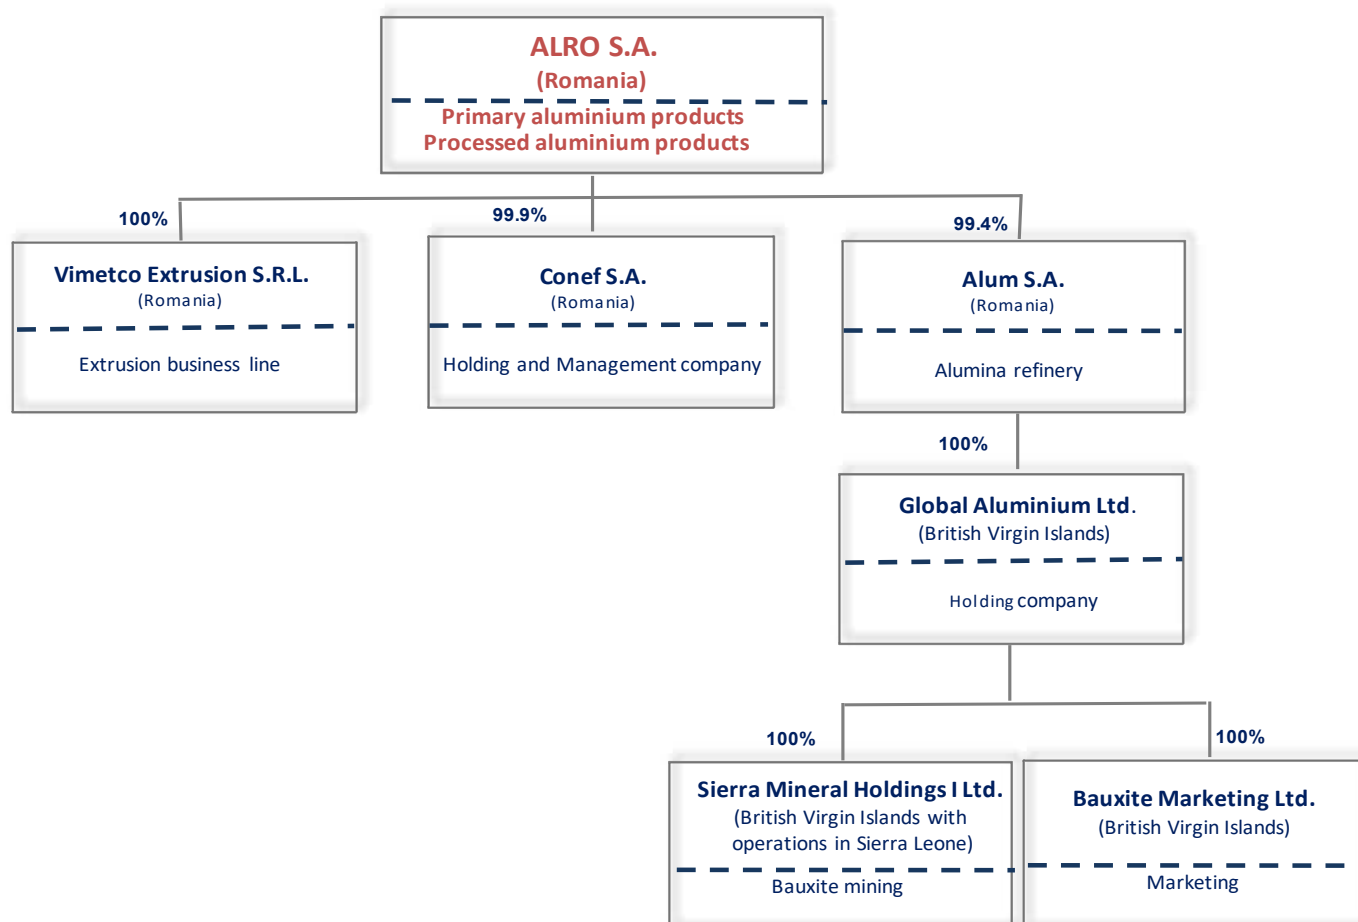 ALRO S.A.
(Romania)
Primary aluminium products
Processed aluminium products
100%
99.9%
99.4%
Vimetco Extrusion S.R.L.
(Romania)
Extrusion business line
Conef S.A.
(Romania)
Holding and Management company
Alum S.A.
(Romania)
Alumina refinery
100%
Global Aluminium Ltd.
(British Virgin Islands)
Holding company
100%
100%
Sierra Mineral Holdings I Ltd.
(British Virgin Islands with
operations in Sierra Leone)
Bauxite mining
Bauxite Marketing Ltd.
(British Virgin Islands)
Marketing